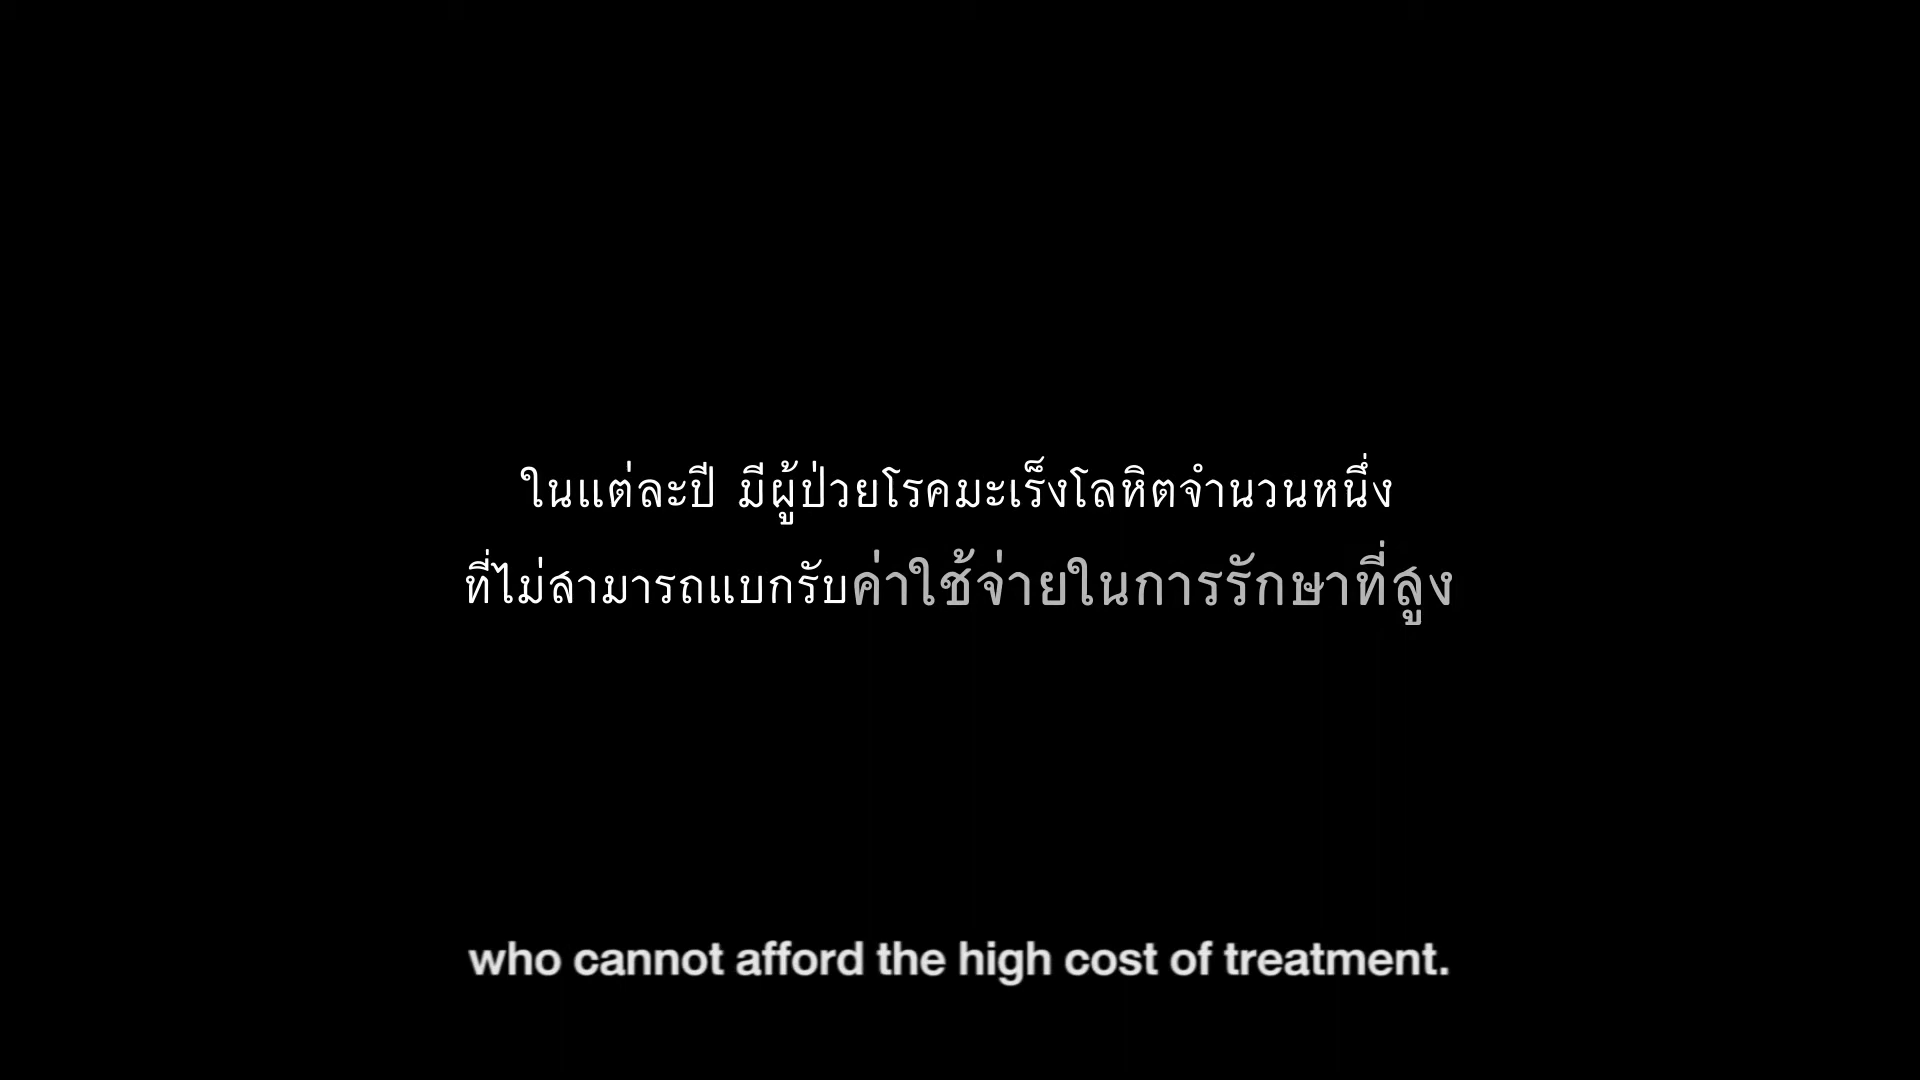 ในแต่ละปี มีผู้ป่วยโรคมะเร็งโลหิตจำนวนหนึ่ง
ที่ไม่สามารถแบกรับค่าใช้จ่ายในการรักษาที่สูง
who cannot afford the high cost of treatment.